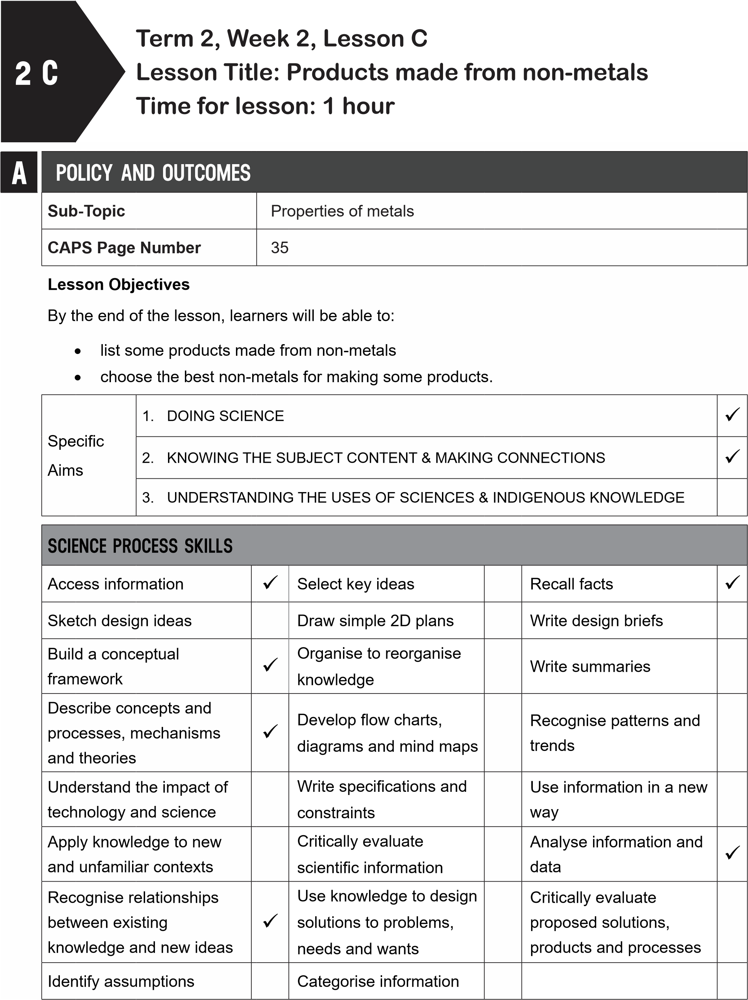 2 C
Term 2, Week 2, Lesson C
Lesson Title: Products made from non-metals
Time for lesson: 1 hour
A
POLICY AND OUTCOMES
Sub-Topic
Properties of metals
CAPS Page Number
35
Lesson Objectives
By the end of the lesson, learners will be able to:
• list some products made from non-metals
• choose the best non-metals for making some products.
Specific
Aims
1. DOING SCIENCE ✓
2. KNOWING THE SUBJECT CONTENT & MAKING CONNECTIONS ✓
3. UNDERSTANDING THE USES OF SCIENCES & INDIGENOUS KNOWLEDGE
SCIENCE PROCESS SKILLS
Access information ✓
Select key ideas
Recall facts ✓
Sketch design ideas
Draw simple 2D plans
Write design briefs
Build a conceptual
framework ✓
Organise to reorganise
knowledge
Write summaries
Describe concepts and
processes, mechanisms
and theories ✓
Develop flow charts,
diagrams and mind maps
Recognise patterns and
trends
Understand the impact of
technology and science
Write specifications and
constraints
Use information in a new
way
Apply knowledge to new
and unfamiliar contexts
Critically evaluate
scientific information
Analyse information and
data ✓
Recognise relationships
between existing
knowledge and new ideas ✓
Use knowledge to design
solutions to problems,
needs and wants
Critically evaluate
proposed solutions,
products and processes
Identify assumptions
Categorise information